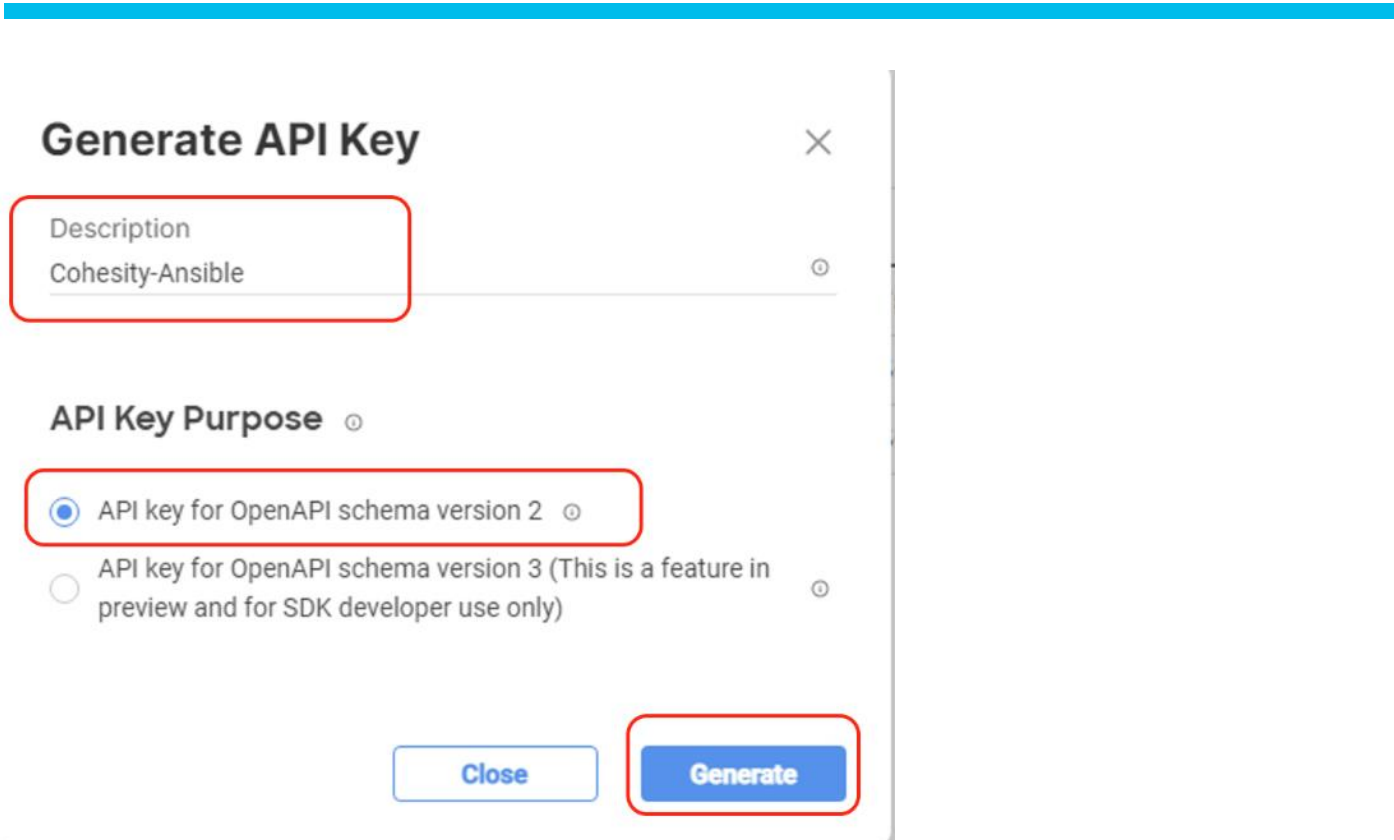 Generate API Key
Description
Cohesity-Ansible
API Key Purpose
API key for OpenAPI schema version 2
API key for OpenAPI schema version 3 (This is a feature in
preview and for SDK developer use only)
Close
Generate